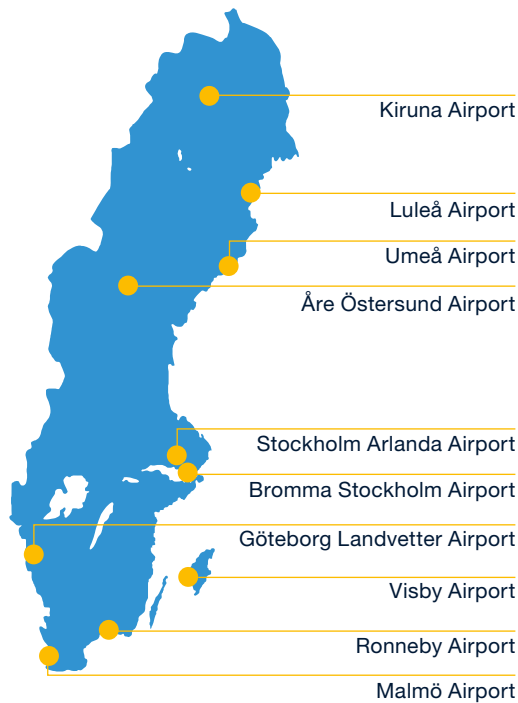 Kiruna Airport
Luleå Airport
Umeå Airport
Åre Östersund Airport
Stockholm Arlanda Airport
Bromma Stockholm Airport
Göteborg Landvetter Airport
Visby Airport
Ronneby Airport
Malmö Airport